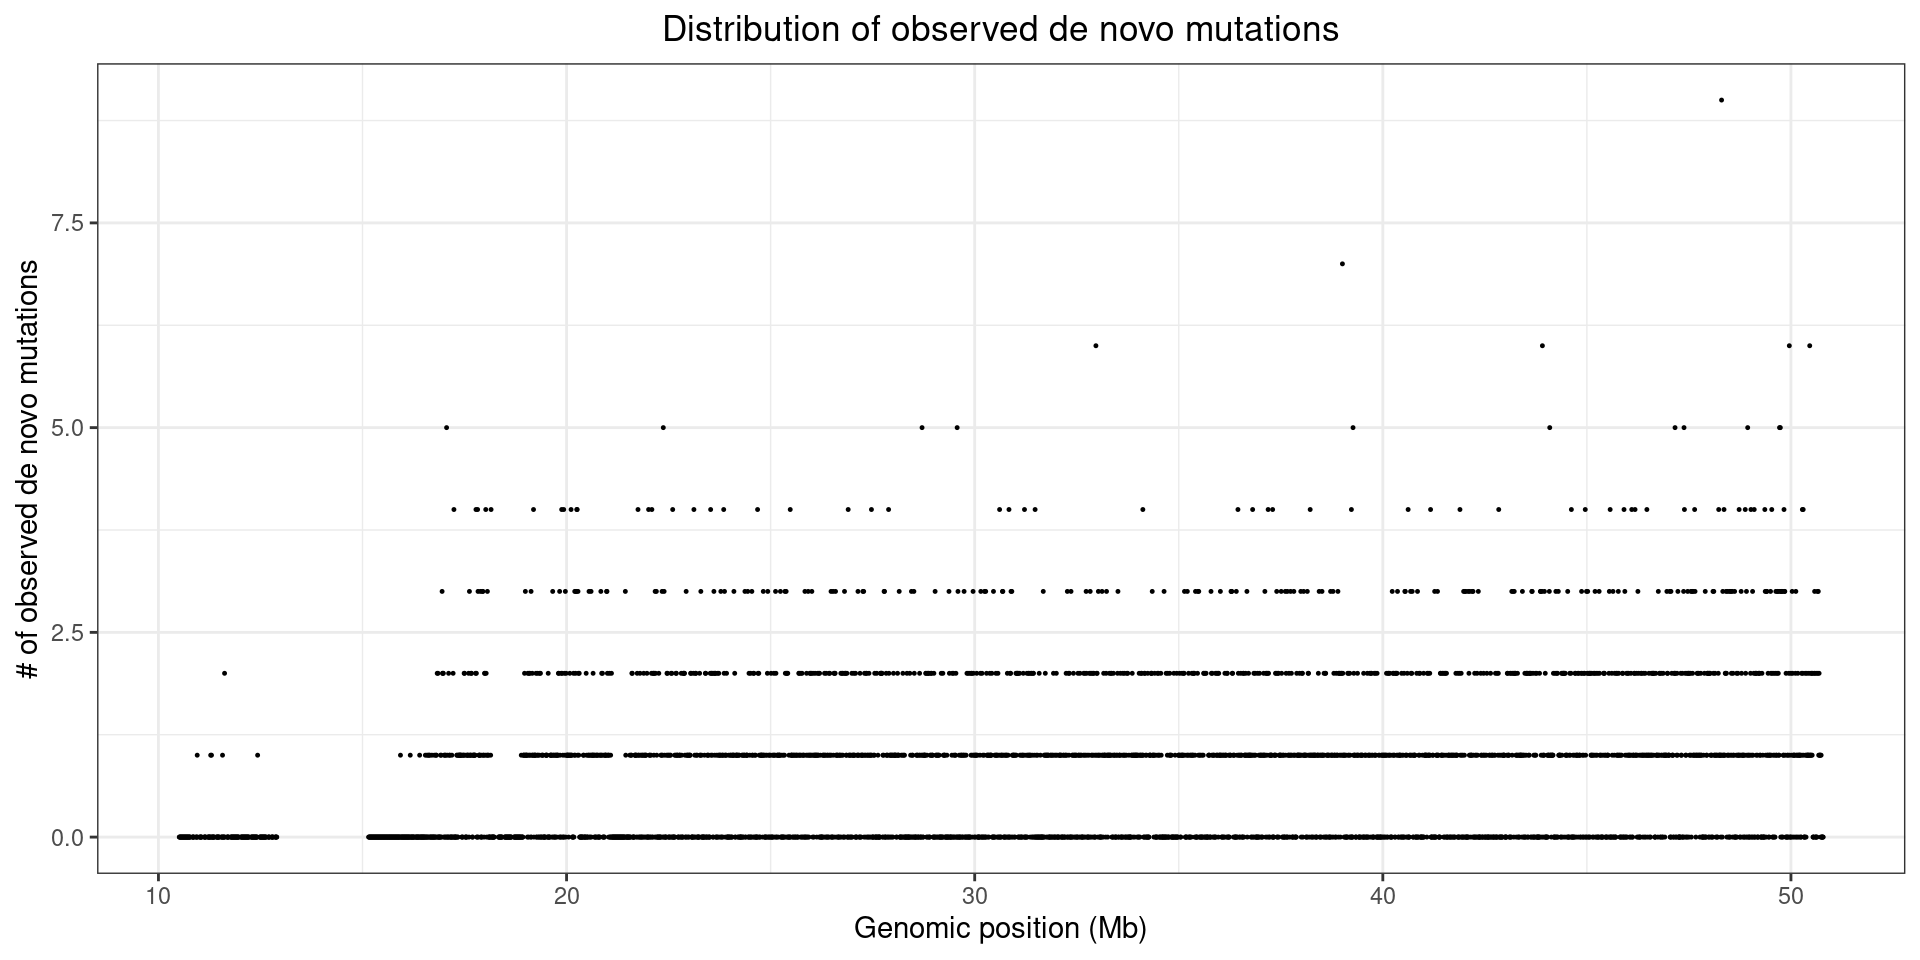 Distribution of observed de novo mutations
# of observed de novo mutations
7.5
5.0
2.5
0.0
10 20 30 40 50
Genomic position (Mb)